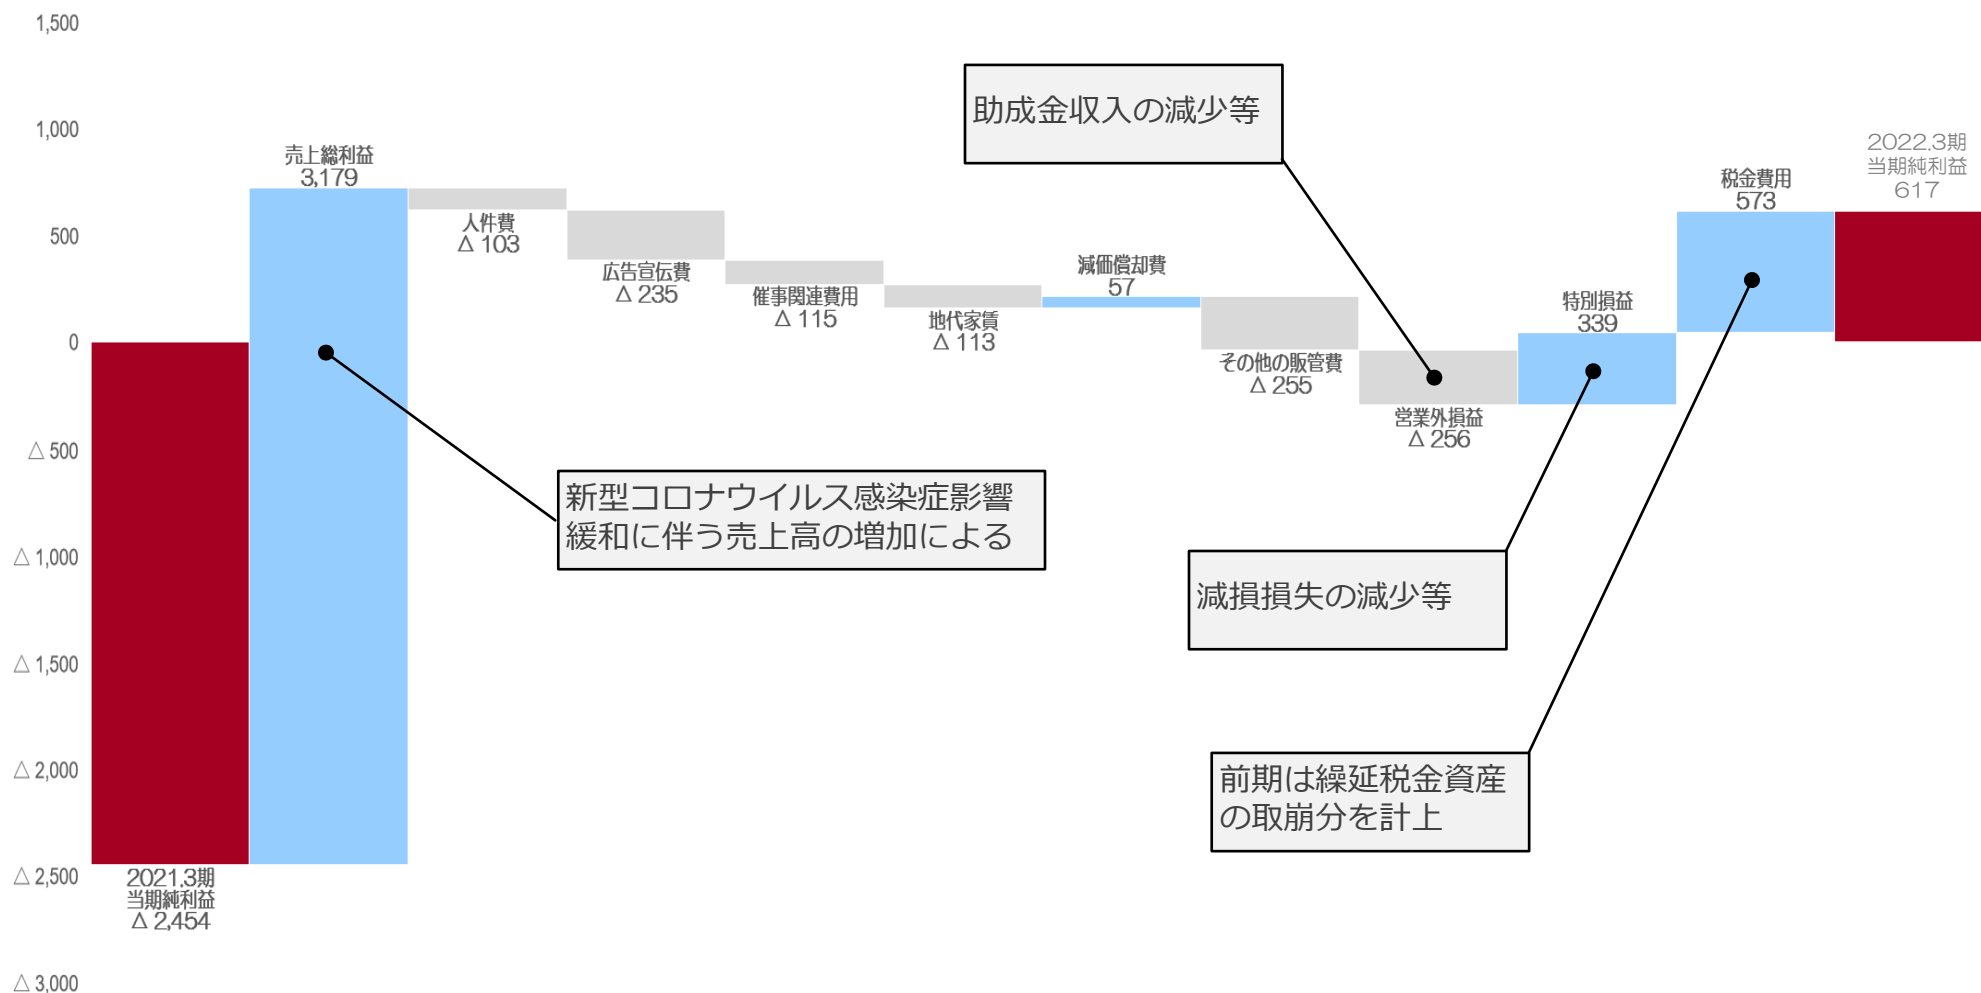 1,500
1,000
500
0
△ 500
△ 1,000
△ 1,500
△ 2,000
△ 2,500
△ 3,000
2021.3期
当期純利益
△ 2,454
売上総利益
3,179
人件費
△ 103
広告宣伝費
△ 235
催事関連費用
△ 115
地代家賃
△ 113
減価償却費
57
その他の販管費
△ 255
営業外損益
△ 256
特別損益
339
税金費用
573
2022.3期
当期純利益
617
助成金収入の減少等
新型コロナウイルス感染症影響
緩和に伴う売上高の増加による
減損損失の減少等
前期は繰延税金資産
の取崩分を計上